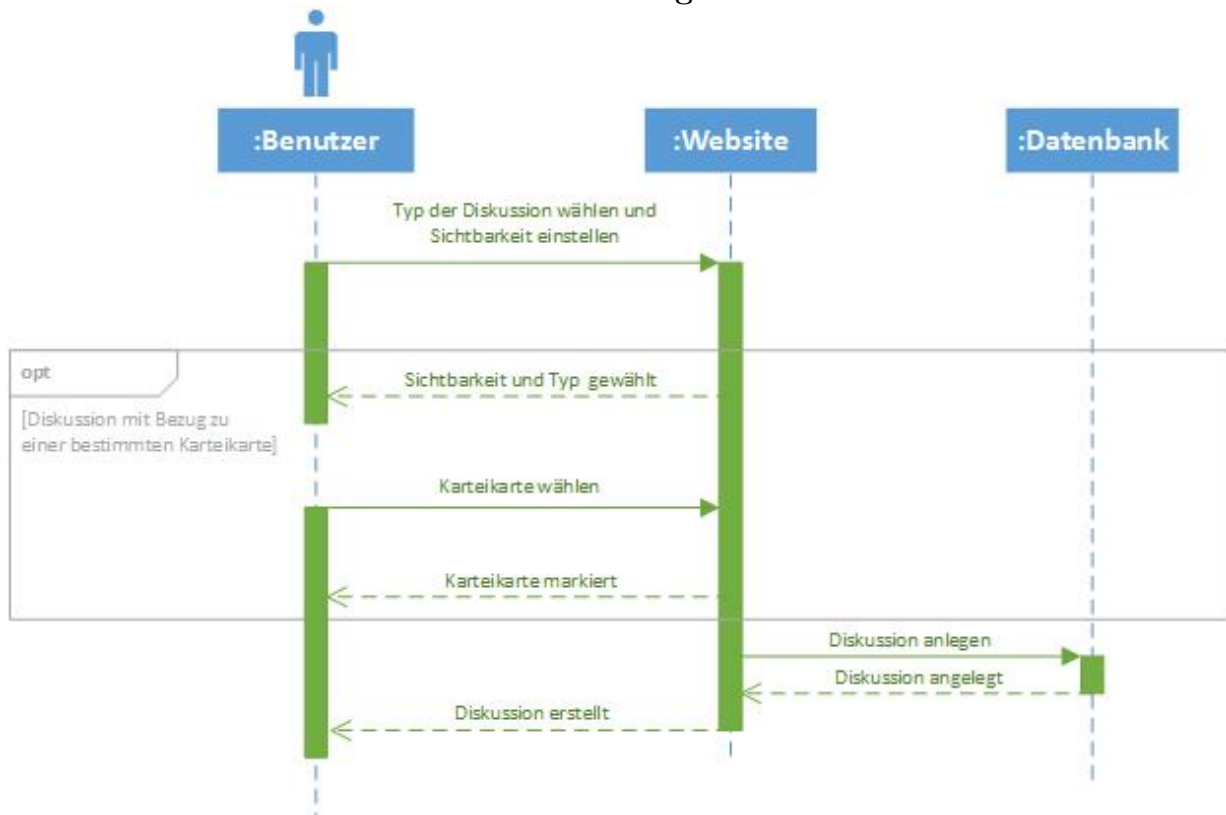 :Benutzer
:Website
:Datenbank
Typ der Diskussion wählen und
Sichtbarkeit einstellen
opt
Sichtbarkeit und Typ gewählt
[Diskussion mit Bezug zu
einer bestimmten Karteikarte]
Karteikarte wählen
Karteikarte markiert
Diskussion anlegen
Diskussion angelegt
Diskussion erstellt